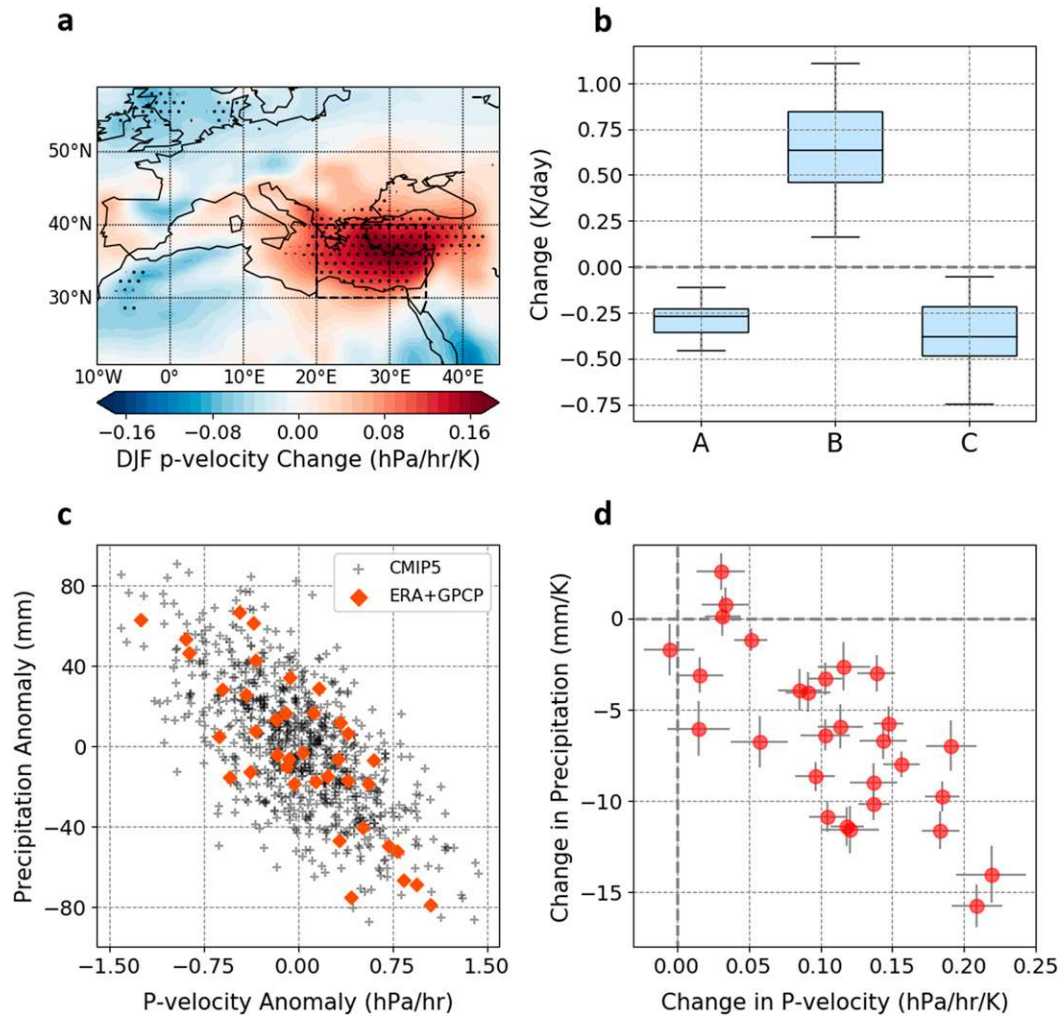 a
50°N
40°N
30°N
10°W 0° 10°E 20°E 30°E 40°E
−0.16 −0.08 0.00 0.08 0.16
DJF p-velocity Change (hPa/hr/K)
b
Change (K/day)
1.00
0.75
0.50
0.25
0.00
−0.25
−0.50
−0.75
A B C
c
Precipitation Anomaly (mm)
80
40
0
−40
−80
CMIP5
ERA+GPCP
−1.50 −0.75 0.00 0.75 1.50
P-velocity Anomaly (hPa/hr)
d
Change in Precipitation (mm/K)
0
−5
−10
−15
0.00 0.05 0.10 0.15 0.20 0.25
Change in P-velocity (hPa/hr/K)